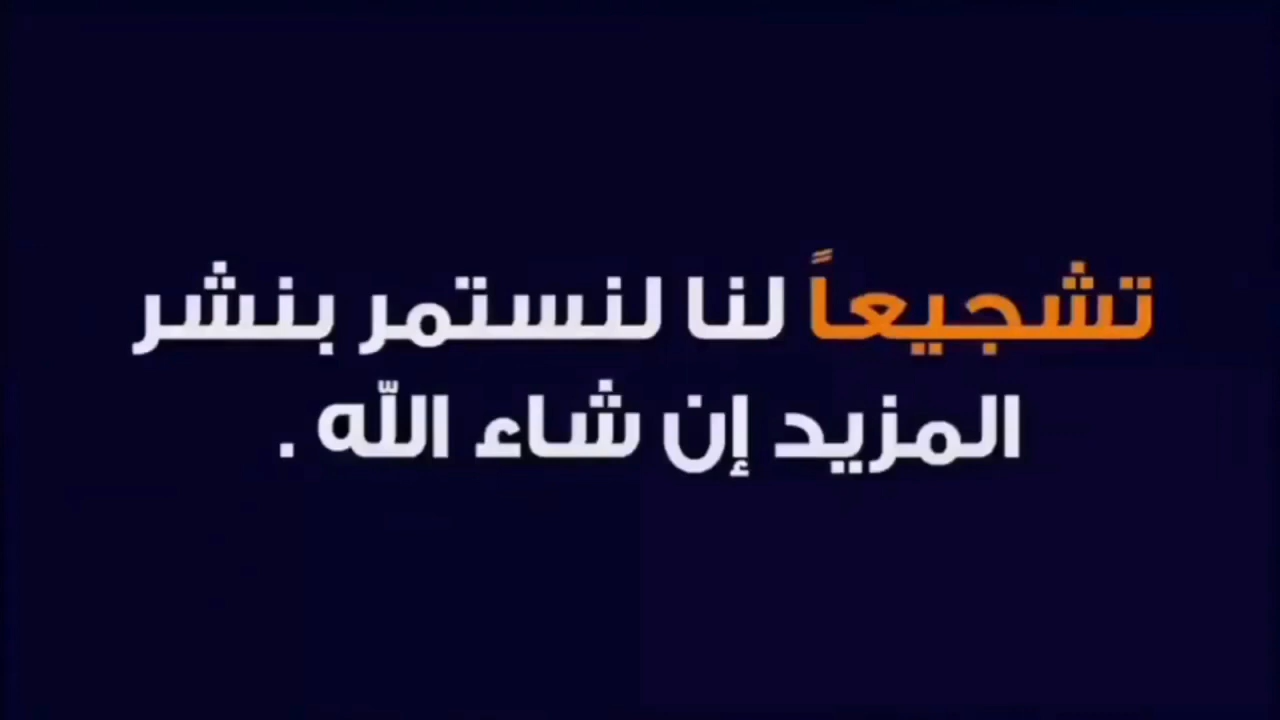 تشجيعاً لنا لنستمر بنشر
المزيد إن شاء اللّه .